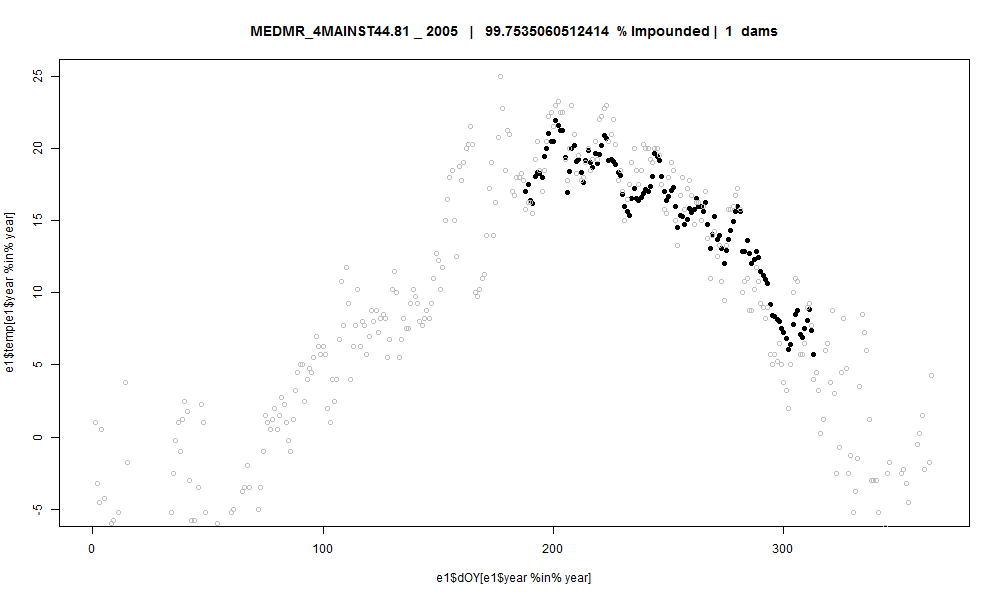 MEDMR_4MAINST44.81 _ 2005 | 99.7535060512414 % Impounded | 1 dams
e1$temp[e1$year %in% year]
25
20
15
10
5
0
-5
0 100 200 300
e1$dOY[e1$year %in% year]